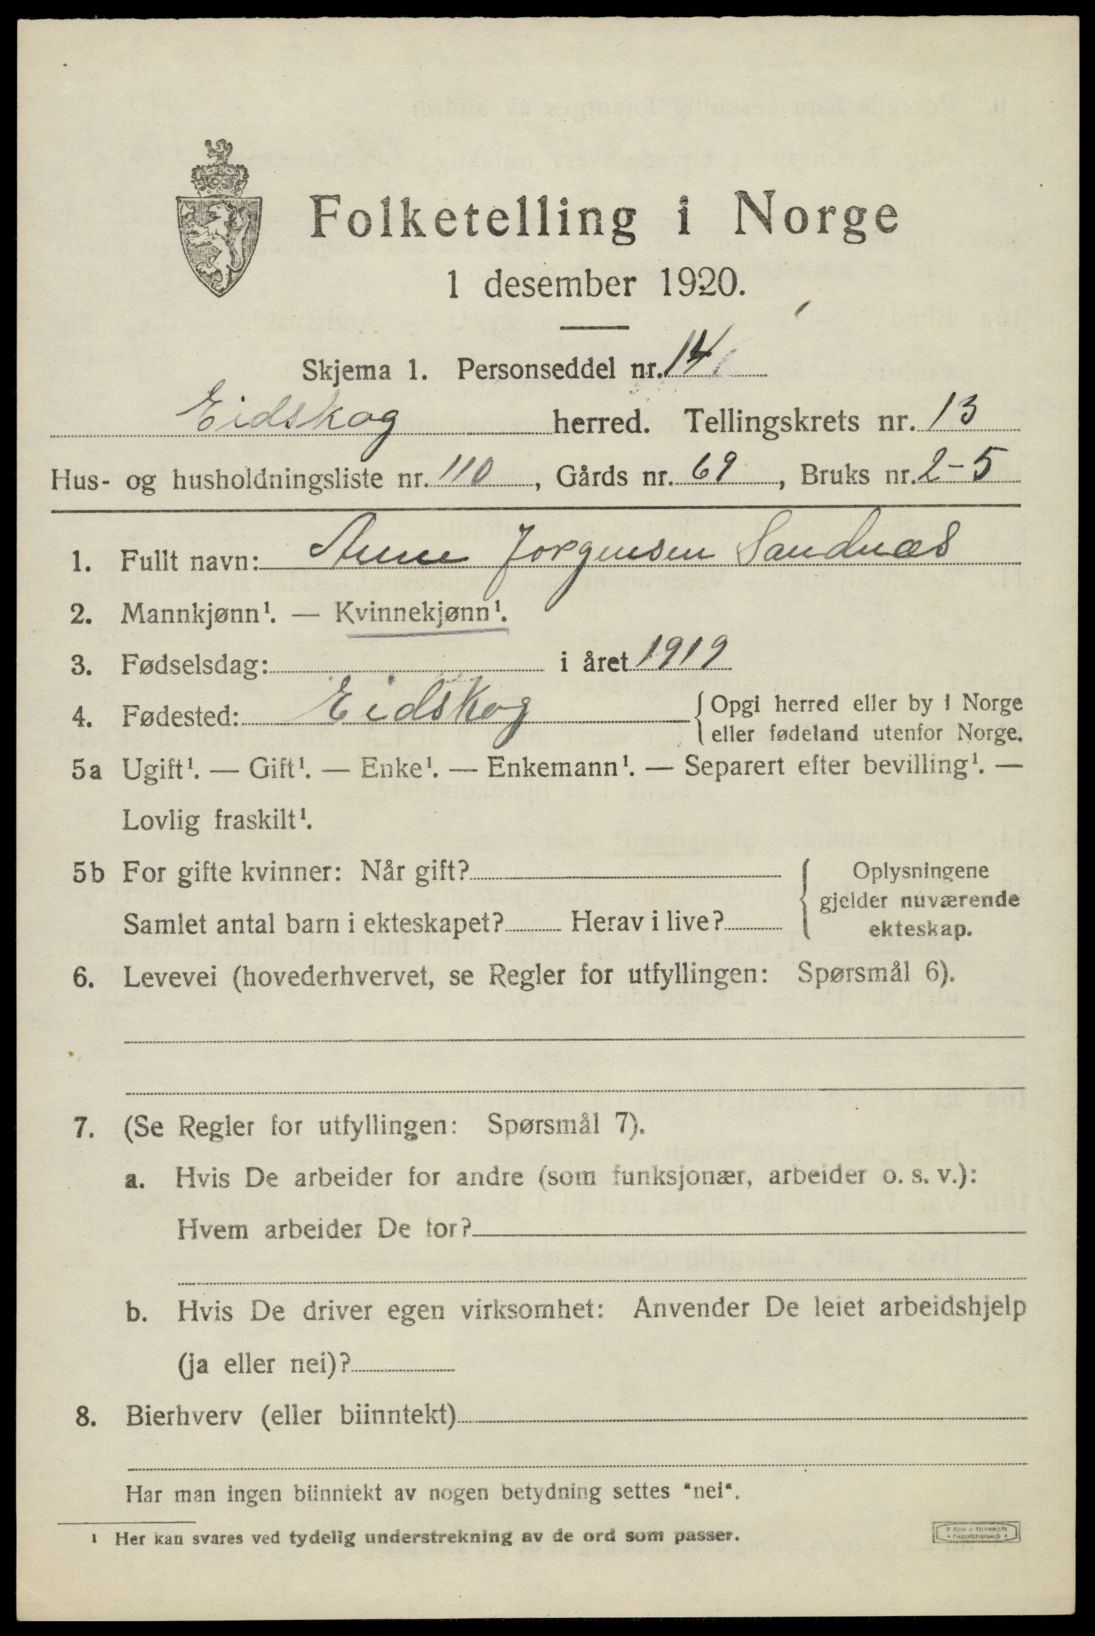 Folketelling i Norge
1 desember 1920.
Skjema 1. Personseddel nr. 14
Eidskog herred. Tellingskrets nr. 13
Hus- og husholdningsliste nr. 110, Gårds nr. 69, Bruks nr. 2-5
1. Fullt navn: Anne Jorgensen Sandnæs
2. Mannkjønn¹. — Kvinnekjønn¹.
3. Fødselsdag: i året 1919
4. Fødested: Eidskog { Opgi herred eller by i Norge
eller fødeland utenfor Norge.
5a Ugift¹. — Gift¹. — Enke¹. — Enkemann¹. — Separert efter bevilling¹. —
Lovlig fraskilt¹.
5b For gifte kvinner: Når gift? { Oplysningene
gjelder nuværende
Samlet antal barn i ekteskapet? Herav i live? ekteskap.
6. Levevei (hovederhvervet, se Regler for utfyllingen: Spørsmål 6).
7. (Se Regler for utfyllingen: Spørsmål 7).
a. Hvis De arbeider for andre (som funksjonær, arbeider o. s. v.):
Hvem arbeider De for?
b. Hvis De driver egen virksomhet: Anvender De leiet arbeidshjelp
(ja eller nei)?
8. Bierhverv (eller biinntekt)
Har man ingen biinntekt av nogen betydning settes "nei".
¹ Her kan svares ved tydelig understrekning av de ord som passer.